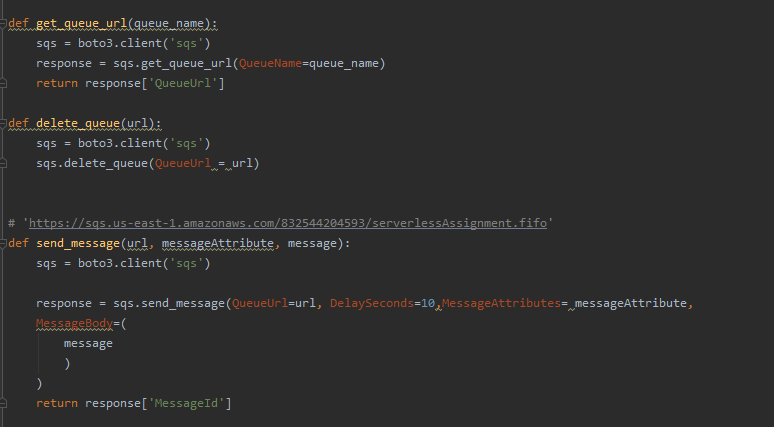 def get_queue_url(queue_name):
    sqs = boto3.client('sqs')
    response = sqs.get_queue_url(QueueName=queue_name)
    return response['QueueUrl']
def delete_queue(url):
    sqs = boto3.client('sqs')
    sqs.delete_queue(QueueUrl = url)
# 'https://sqs.us-east-1.amazonaws.com/832544204593/serverlessAssignment.fifo'
def send_message(url, messageAttribute, message):
    sqs = boto3.client('sqs')
    response = sqs.send_message(QueueUrl=url, DelaySeconds=10,MessageAttributes= messageAttribute,
    MessageBody=(
        message
        )
    )
    return response['MessageId']